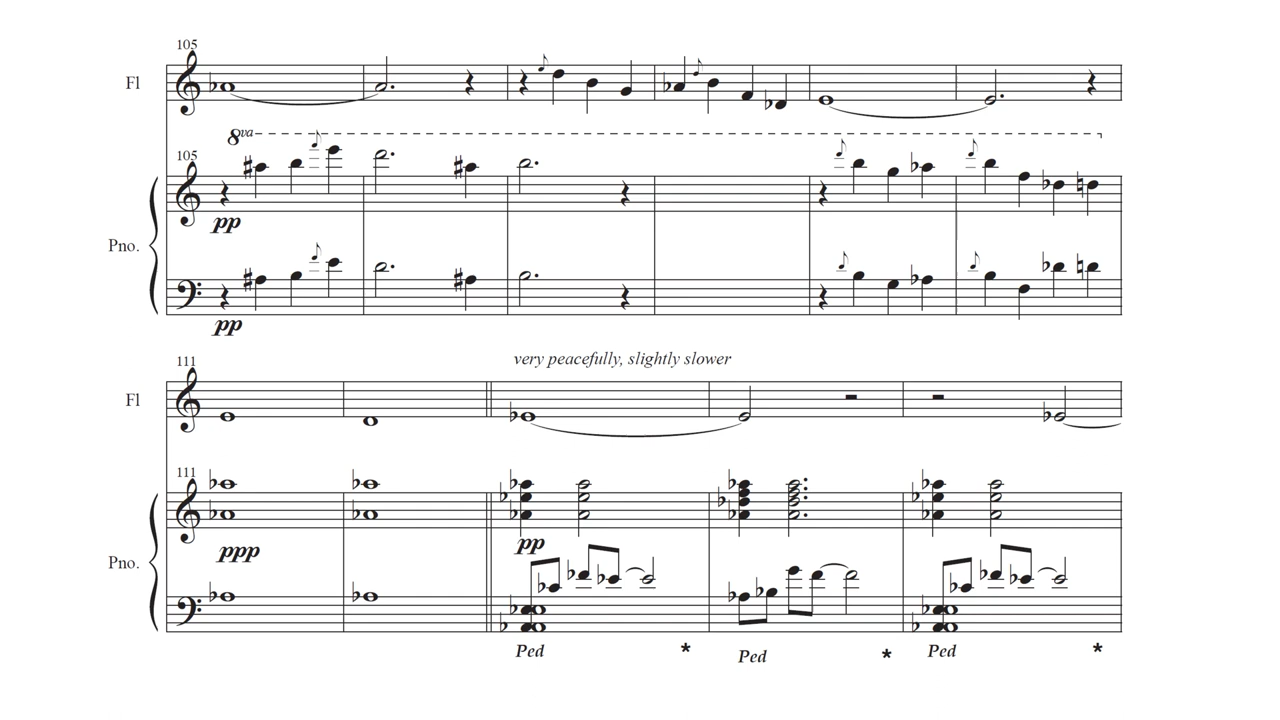 105
Fl
8va
105
pp
Pno.
pp
111
very peacefully, slightly slower
Fl
111
ppp
pp
Pno.
Ped * Ped * Ped *